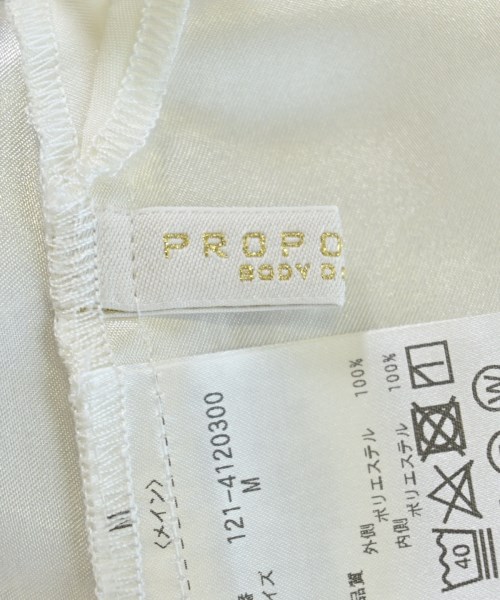 PROPO
BODY D
M
〈メイン〉
121-4120300
M
イズ
品質
外側 ポリエステル 100%
内側 ポリエステル 100%
40
W